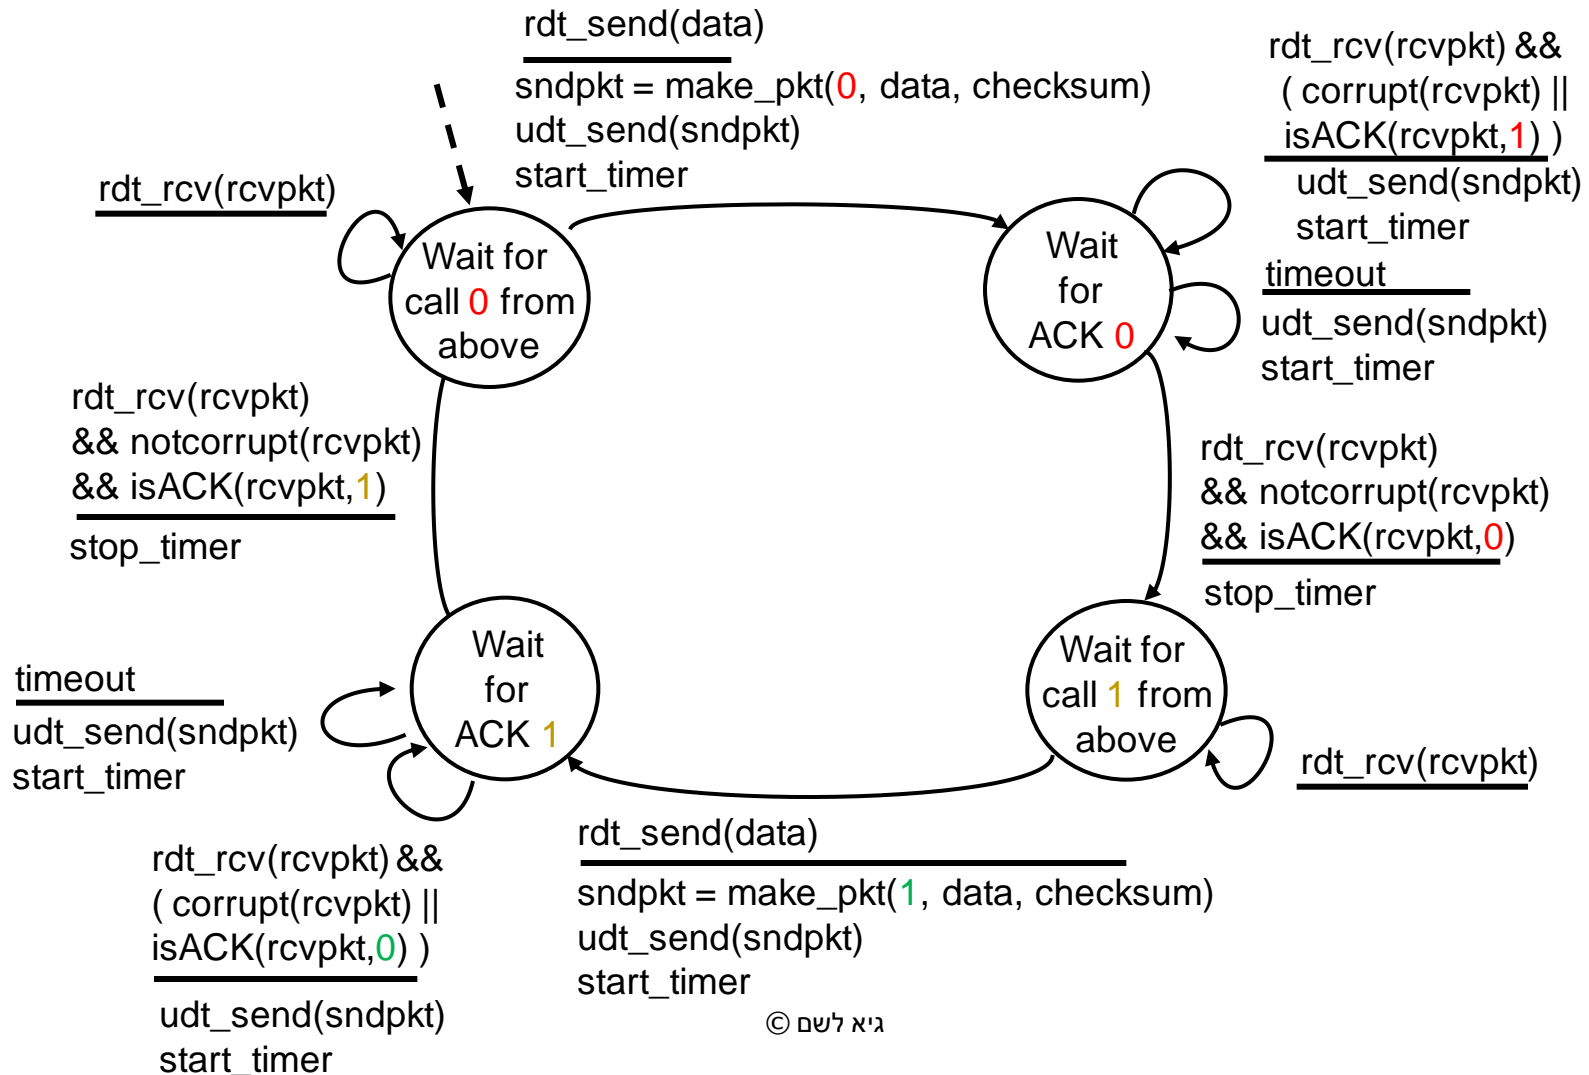 rdt_send(data)
sndpkt = make_pkt(0, data, checksum)
udt_send(sndpkt)
start_timer
rdt_rcv(rcvpkt) &&
( corrupt(rcvpkt) ||
isACK(rcvpkt,1) )
udt_send(sndpkt)
start_timer
rdt_rcv(rcvpkt)
Wait for
call 0 from
above
Wait
for
ACK 0
timeout
udt_send(sndpkt)
start_timer
rdt_rcv(rcvpkt)
&& notcorrupt(rcvpkt)
&& isACK(rcvpkt,1)
stop_timer
rdt_rcv(rcvpkt)
&& notcorrupt(rcvpkt)
&& isACK(rcvpkt,0)
stop_timer
Wait
for
ACK 1
Wait for
call 1 from
above
timeout
udt_send(sndpkt)
start_timer
rdt_rcv(rcvpkt)
rdt_rcv(rcvpkt) &&
( corrupt(rcvpkt) ||
isACK(rcvpkt,0) )
udt_send(sndpkt)
start_timer
rdt_send(data)
sndpkt = make_pkt(1, data, checksum)
udt_send(sndpkt)
start_timer
גיא לשם ©